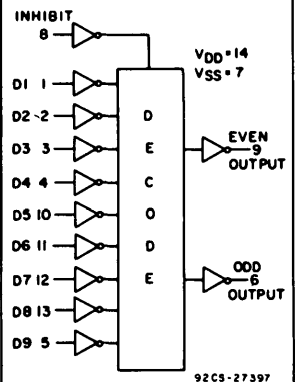 INHIBIT
8
VDD=14
VSS=7
D1 1
D2 2
D3 3
D4 4
D5 10
D6 11
D7 12
D8 13
D9 5
D
E
C
O
D
E
EVEN
9
OUTPUT
ODD
6
OUTPUT
92CS-27397